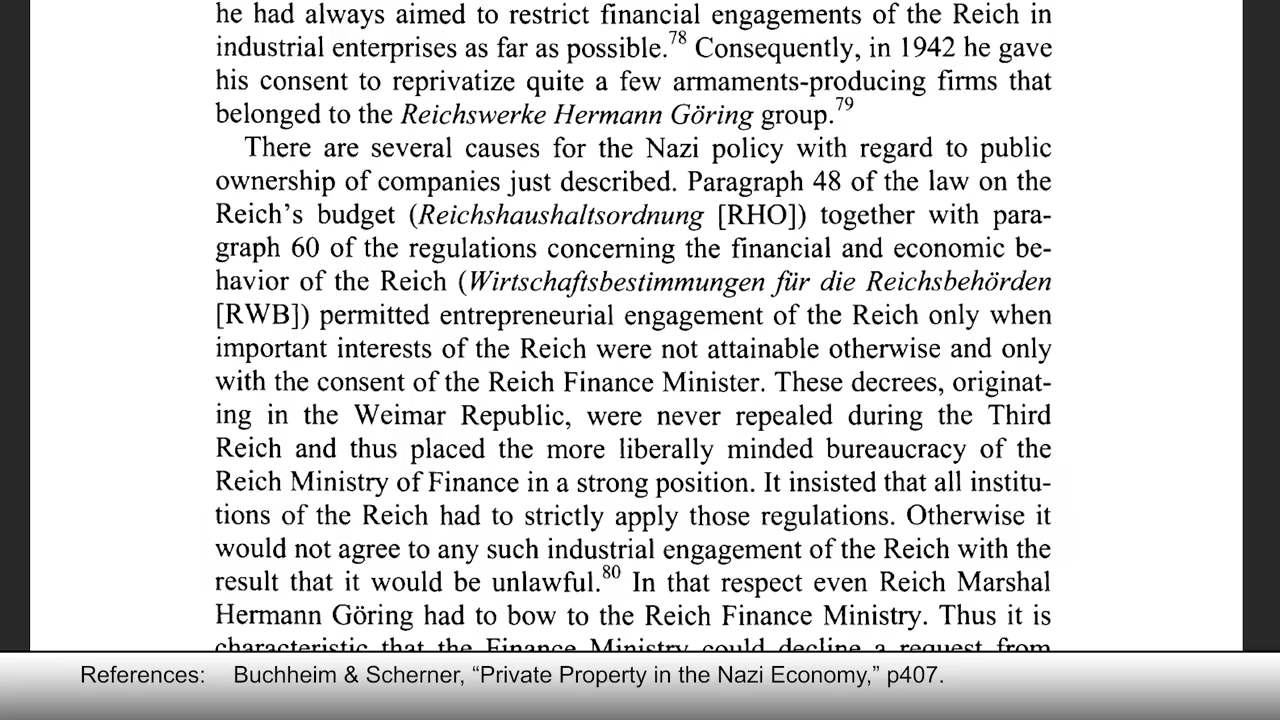 he had always aimed to restrict financial engagements of the Reich in
industrial enterprises as far as possible.78 Consequently, in 1942 he gave
his consent to reprivatize quite a few armaments-producing firms that
belonged to the Reichswerke Hermann Göring group.79
There are several causes for the Nazi policy with regard to public
ownership of companies just described. Paragraph 48 of the law on the
Reich’s budget (Reichshaushaltsordnung [RHO]) together with para-
graph 60 of the regulations concerning the financial and economic be-
havior of the Reich (Wirtschaftsbestimmungen für die Reichsbehörden
[RWB]) permitted entrepreneurial engagement of the Reich only when
important interests of the Reich were not attainable otherwise and only
with the consent of the Reich Finance Minister. These decrees, originat-
ing in the Weimar Republic, were never repealed during the Third
Reich and thus placed the more liberally minded bureaucracy of the
Reich Ministry of Finance in a strong position. It insisted that all institu-
tions of the Reich had to strictly apply those regulations. Otherwise it
would not agree to any such industrial engagement of the Reich with the
result that it would be unlawful.80 In that respect even Reich Marshal
Hermann Göring had to bow to the Reich Finance Ministry. Thus it is
characteristic that the Finance Ministry could decline a request from
References: Buchheim & Scherner, “Private Property in the Nazi Economy,” p407.